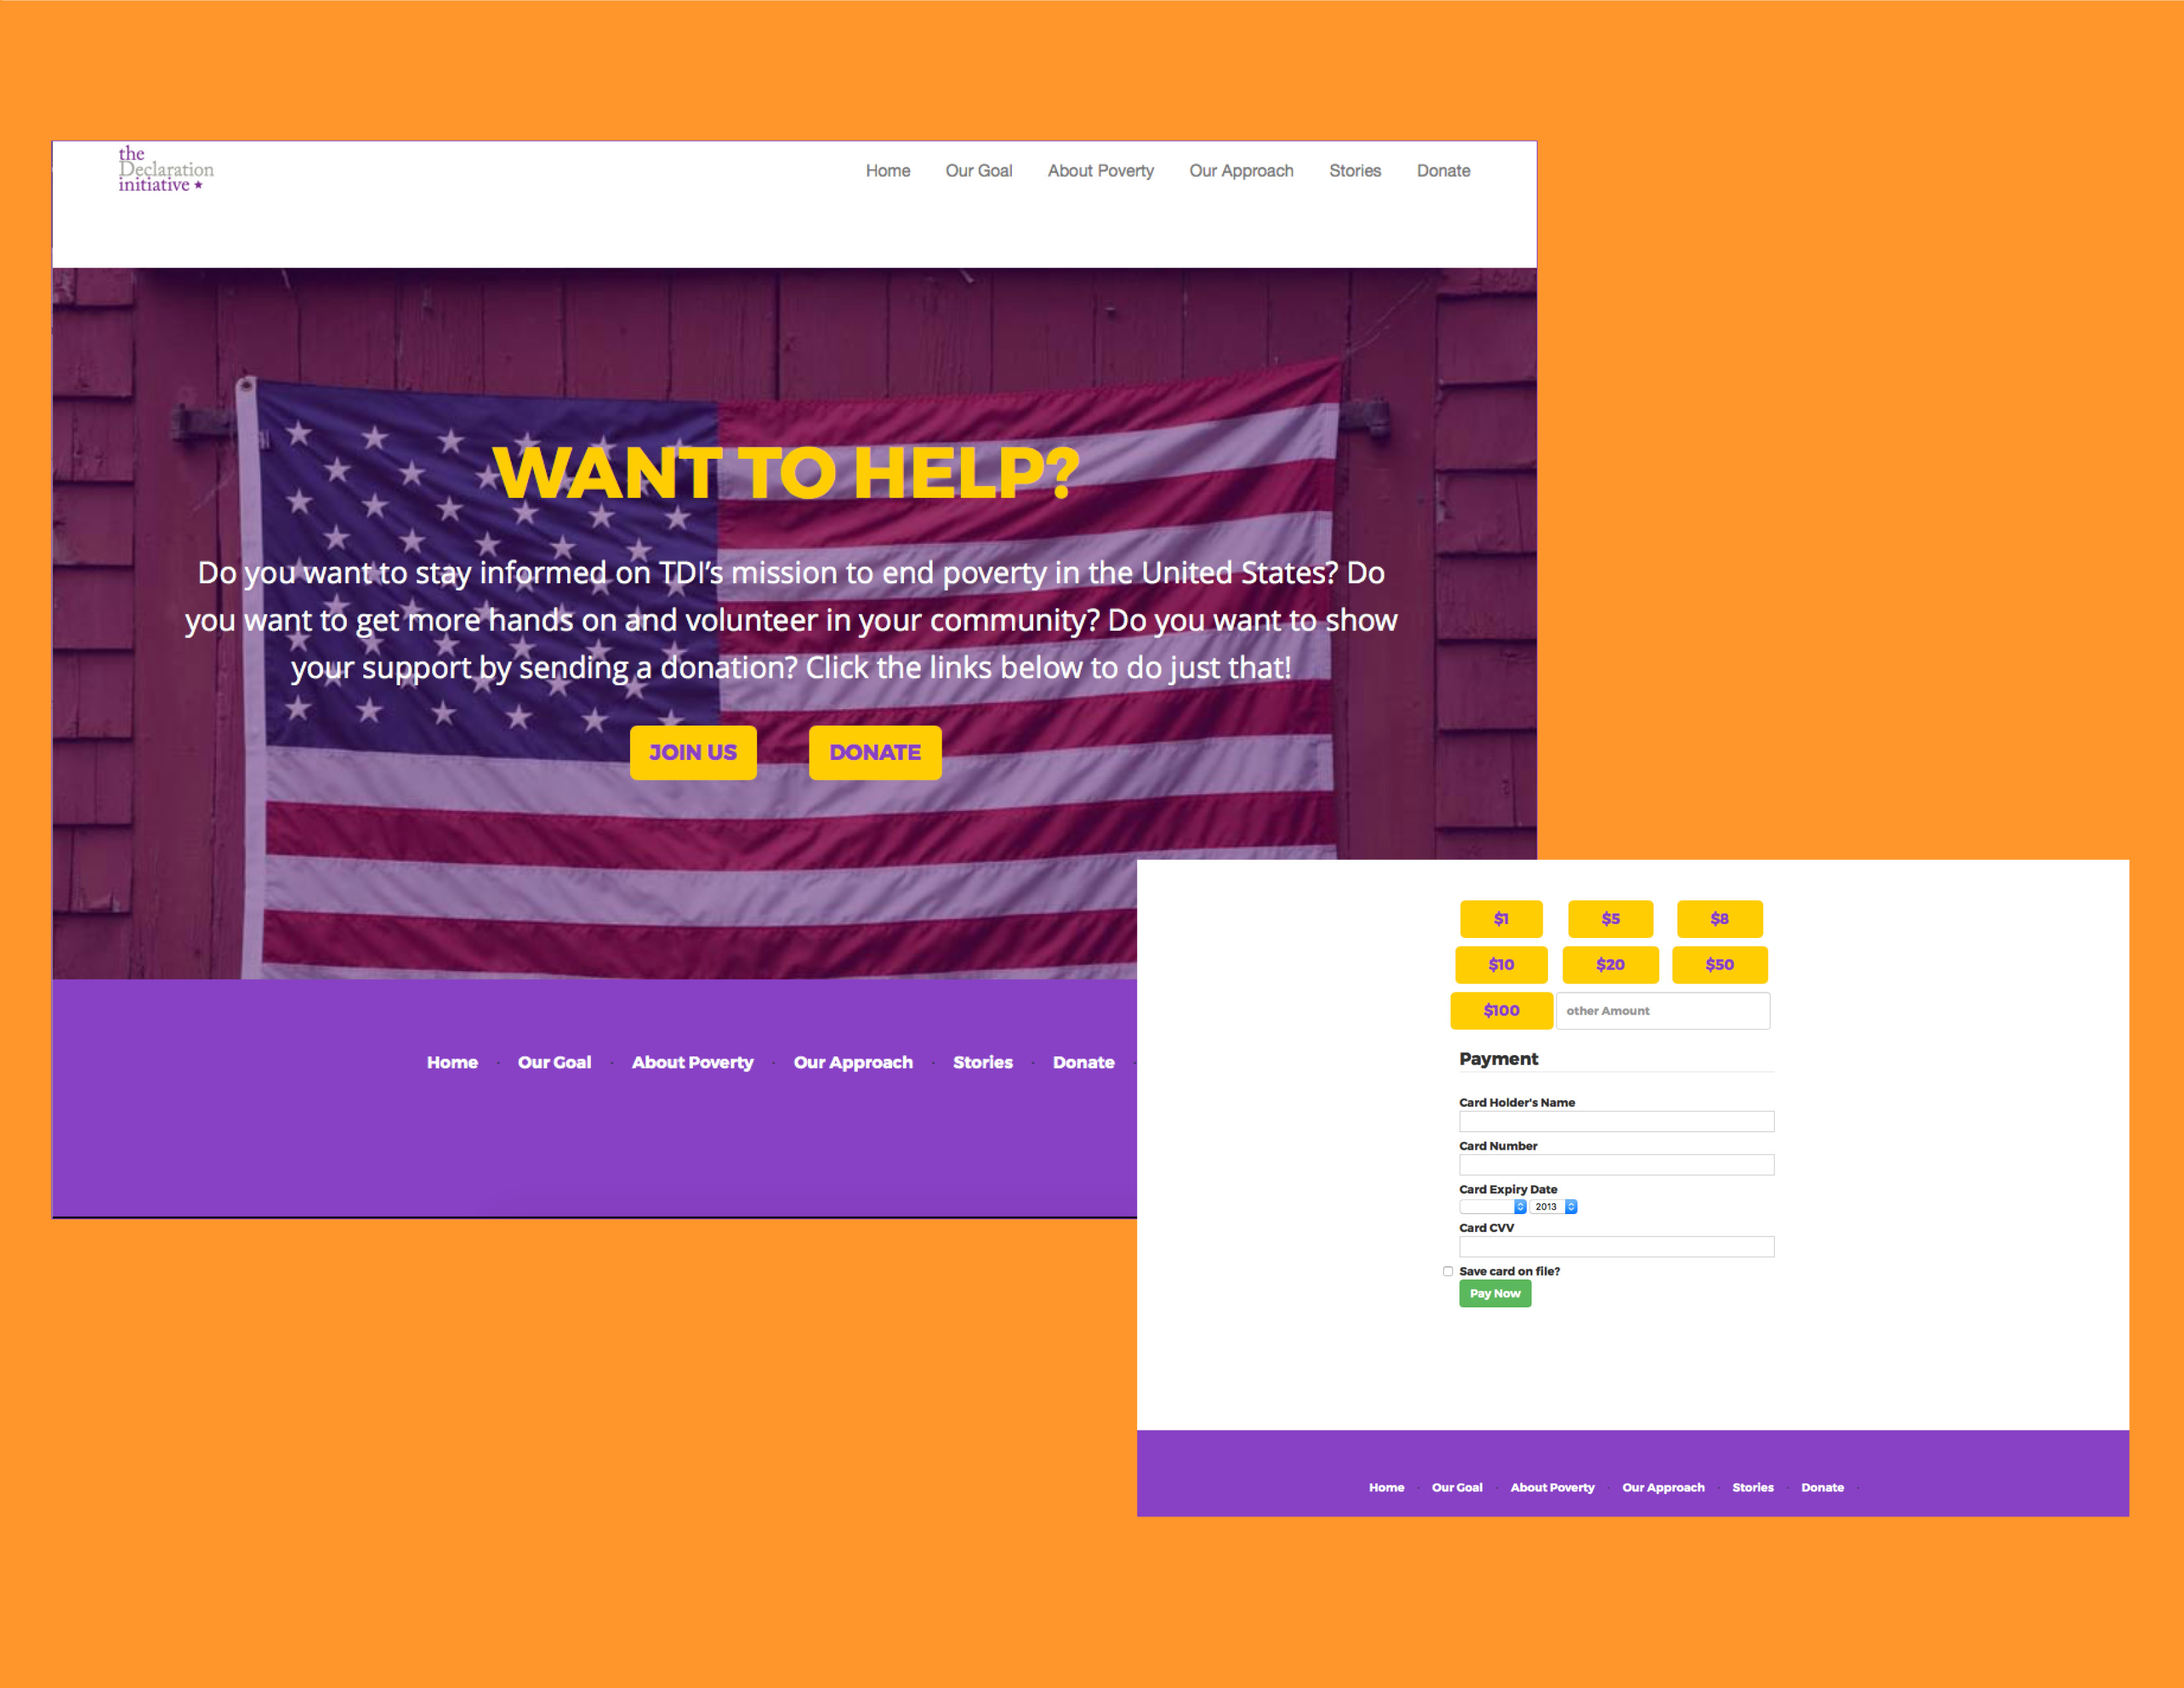 the
Declaration
initiative ★
Home Our Goal About Poverty Our Approach Stories Donate
WANT TO HELP?
Do you want to stay informed on TDI’s mission to end poverty in the United States? Do
you want to get more hands on and volunteer in your community? Do you want to show
your support by sending a donation? Click the links below to do just that!
JOIN US DONATE
Home · Our Goal · About Poverty · Our Approach · Stories · Donate ·
$1 $5 $8
$10 $20 $50
$100 other Amount
Payment
Card Holder's Name
Card Number
Card Expiry Date
2013
Card CVV
Save card on file?
Pay Now
Home · Our Goal · About Poverty · Our Approach · Stories · Donate ·